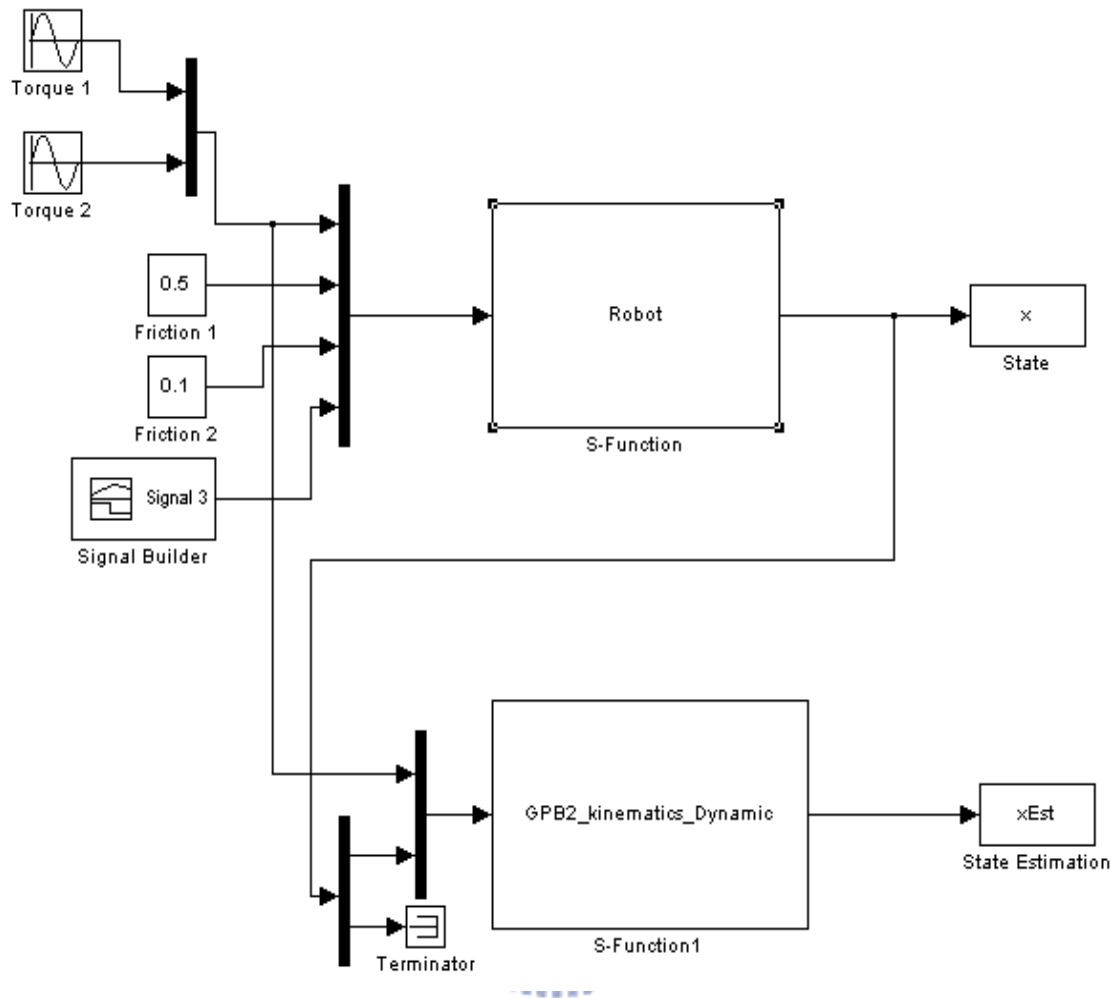 Torque 1
Torque 2
0.5
Friction 1
0.1
Friction 2
Signal 3
Signal Builder
Robot
S-Function
x
State
GPB2_kinematics_Dynamic
S-Function1
xEst
State Estimation
Terminator